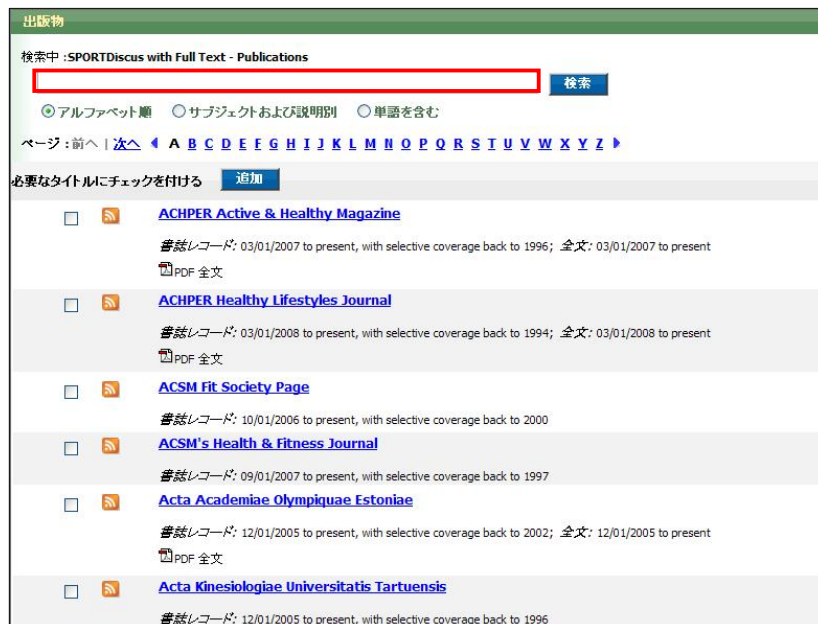 出版物
検索中 :SPORTDiscus with Full Text - Publications
検索
アルファベット順 サブジェクトおよび説明別 単語を含む
ページ :前へ | 次へ A B C D E F G H I J K L M N O P Q R S T U V W X Y Z
必要なタイトルにチェックを付ける 追加
ACHPER Active & Healthy Magazine
書誌レコード: 03/01/2007 to present, with selective coverage back to 1996; 全文: 03/01/2007 to present
PDF 全文
ACHPER Healthy Lifestyles Journal
書誌レコード: 03/01/2008 to present, with selective coverage back to 1994; 全文: 03/01/2008 to present
PDF 全文
ACSM Fit Society Page
書誌レコード: 10/01/2006 to present, with selective coverage back to 2000
ACSM's Health & Fitness Journal
書誌レコード: 09/01/2007 to present, with selective coverage back to 1997
Acta Academiae Olympiquae Estoniae
書誌レコード: 12/01/2005 to present, with selective coverage back to 2002; 全文: 12/01/2005 to present
PDF 全文
Acta Kinesiologiae Universitatis Tartuensis
書誌レコード: 12/01/2005 to present, with selective coverage back to 1996